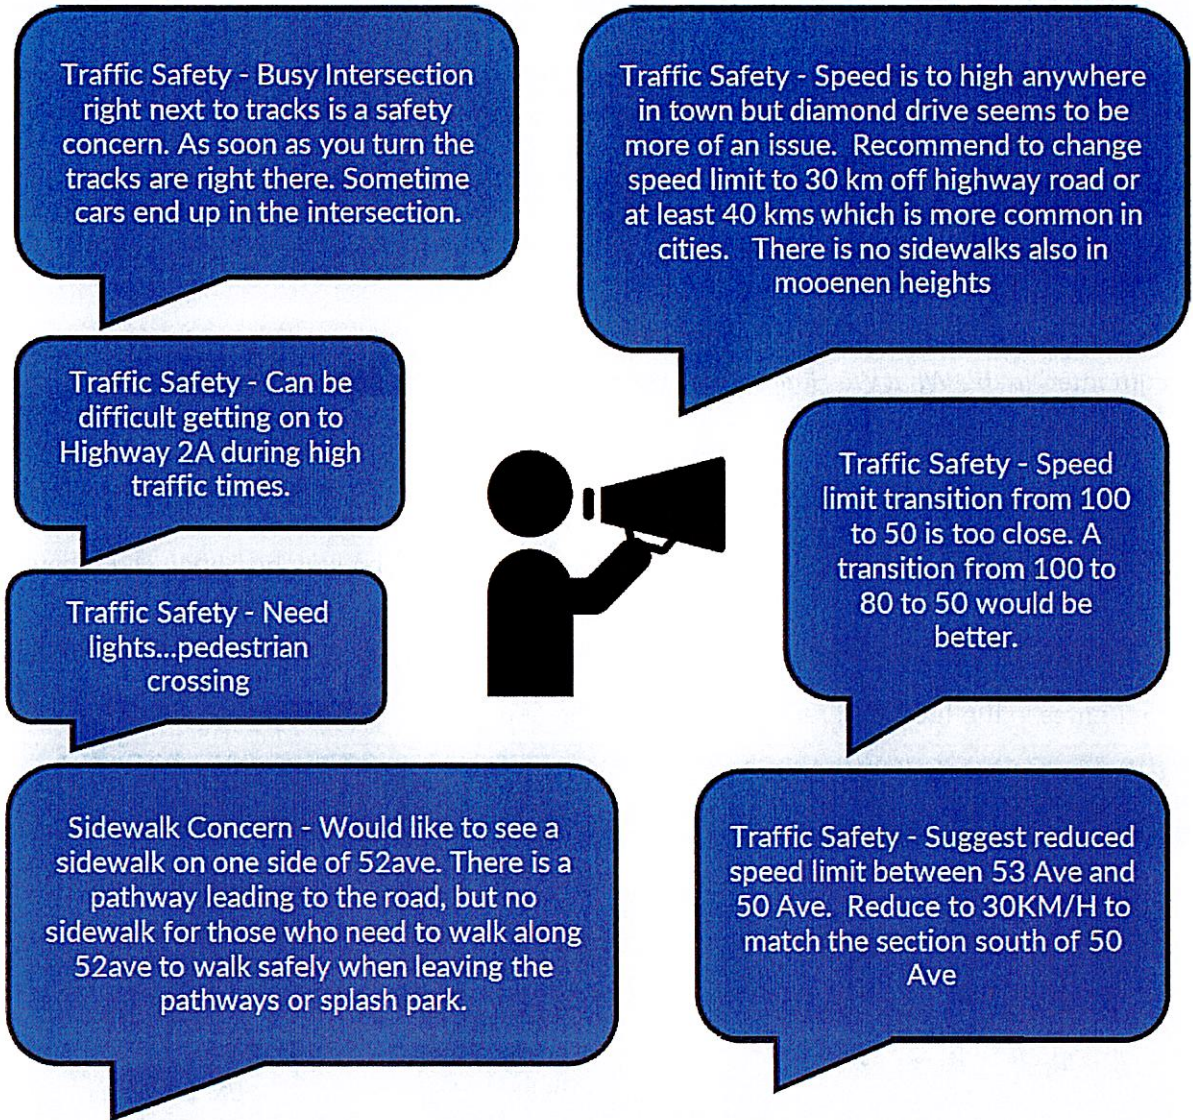 Traffic Safety - Busy Intersection
right next to tracks is a safety
concern. As soon as you turn the
tracks are right there. Sometime
cars end up in the intersection.
Traffic Safety - Speed is to high anywhere
in town but diamond drive seems to be
more of an issue.  Recommend to change
speed limit to 30 km off highway road or
at least 40 kms which is more common in
cities.   There is no sidewalks also in
mooenen heights
Traffic Safety - Can be
difficult getting on to
Highway 2A during high
traffic times.
Traffic Safety - Speed
limit transition from 100
to 50 is too close. A
transition from 100 to
80 to 50 would be
better.
Traffic Safety - Need
lights...pedestrian
crossing
Sidewalk Concern - Would like to see a
sidewalk on one side of 52ave. There is a
pathway leading to the road, but no
sidewalk for those who need to walk along
52ave to walk safely when leaving the
pathways or splash park.
Traffic Safety - Suggest reduced
speed limit between 53 Ave and
50 Ave.  Reduce to 30KM/H to
match the section south of 50
Ave